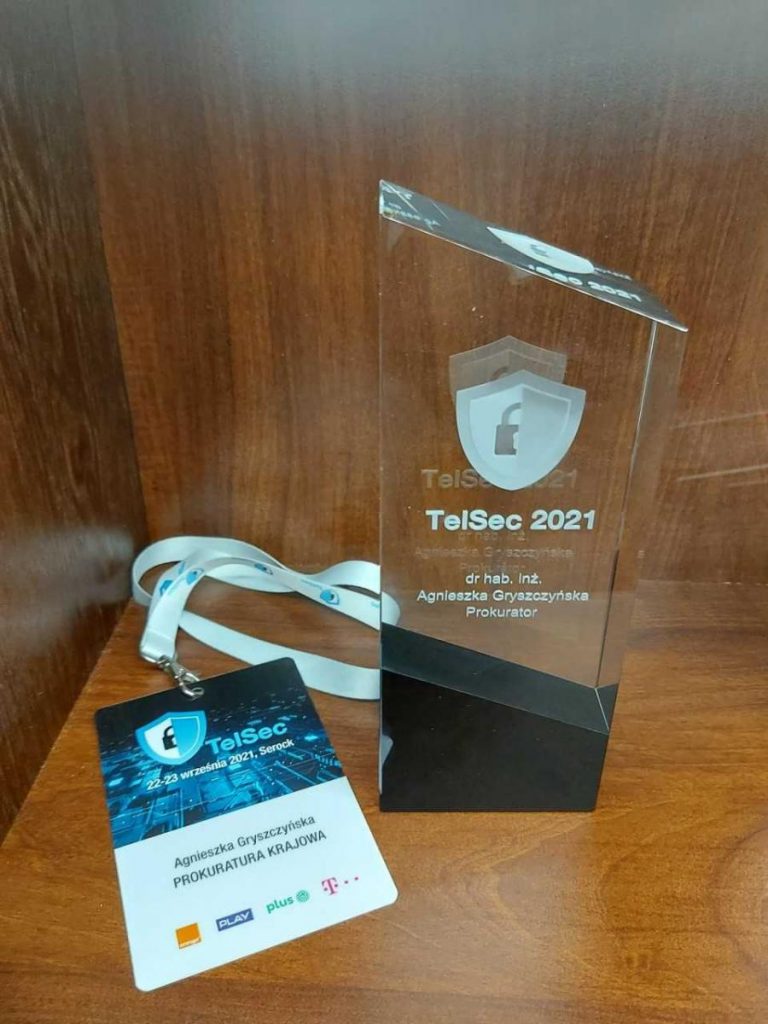 TelSec 2021
dr hab. inż.
Agnieszka Gryszczyńska
Prokurator
TelSec
22-23 września 2021, Serock
Agnieszka Gryszczyńska
PROKURATURA KRAJOWA
orange
PLAY
plus
T